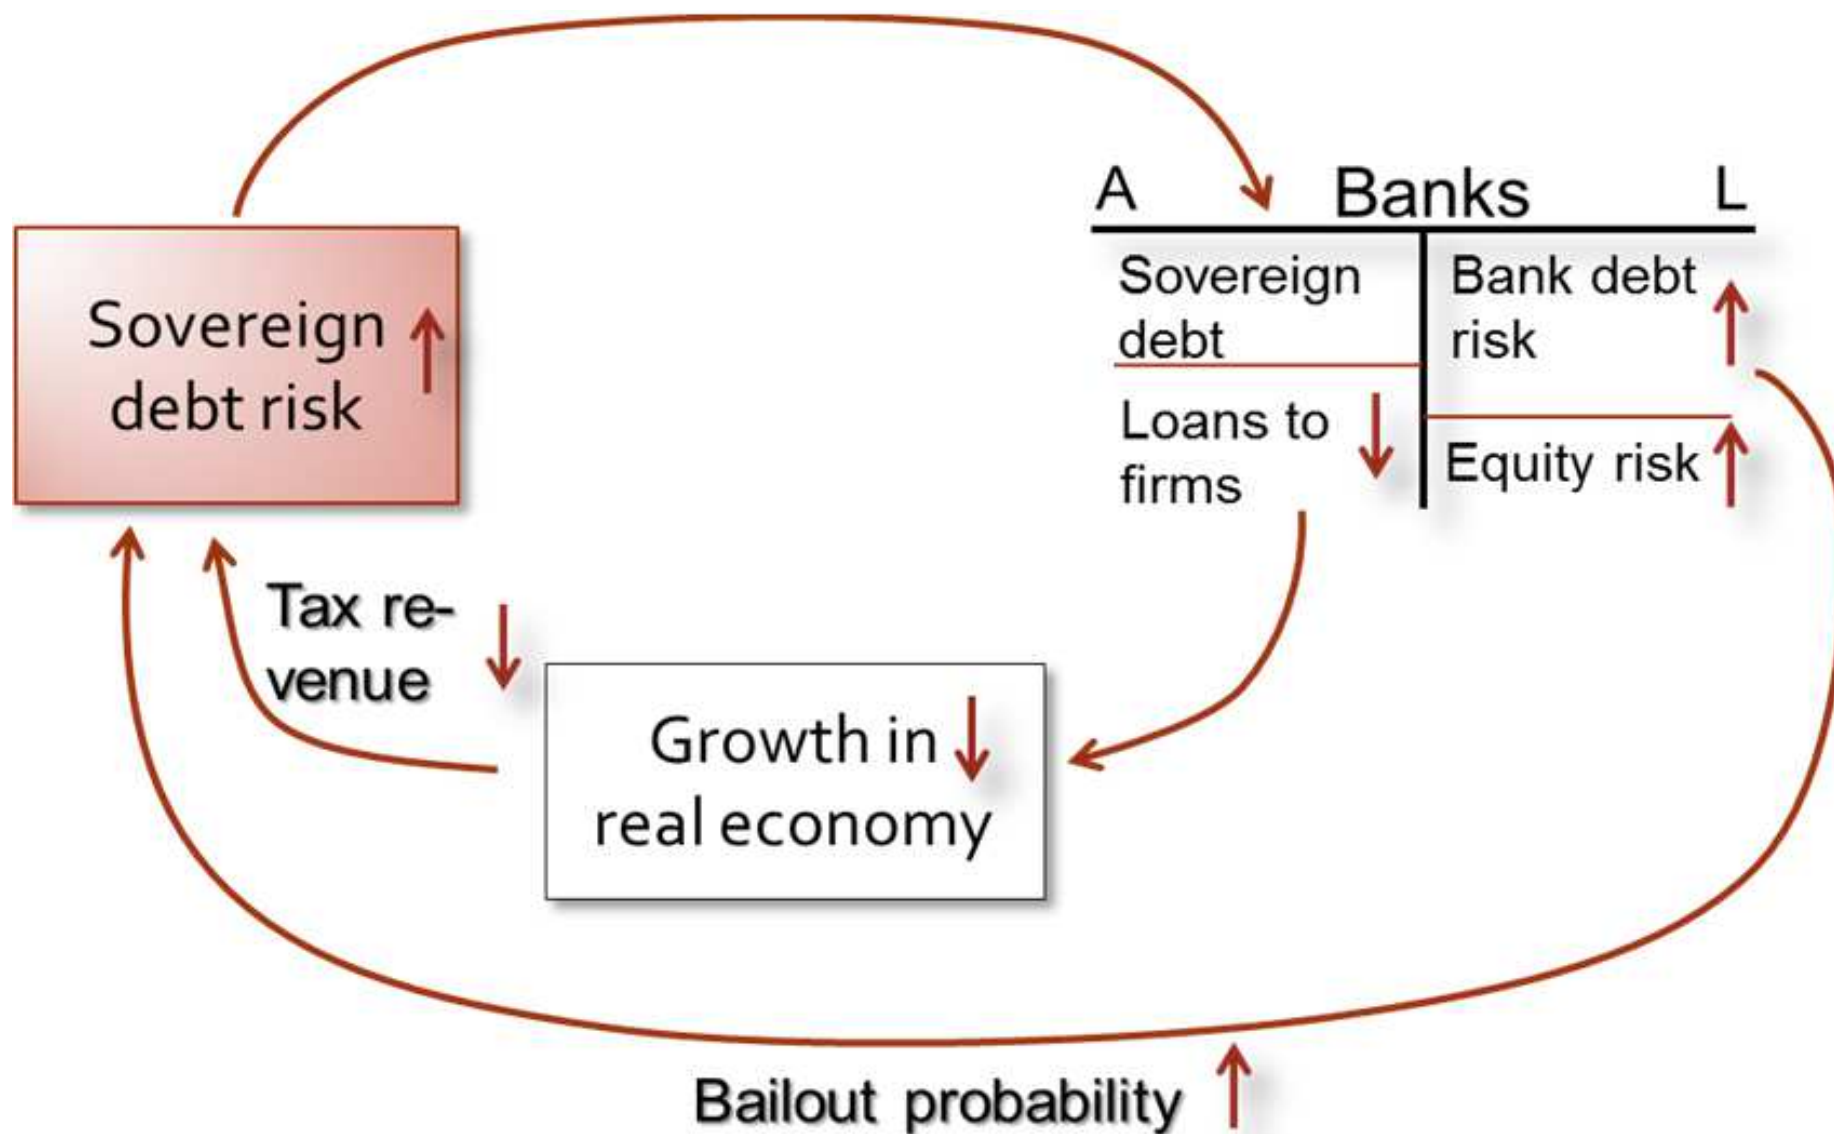 A Banks L
Sovereign
debt
Bank debt
risk
Loans to
firms
Equity risk
Sovereign
debt risk
Tax re-
venue
Growth in
real economy
Bailout probability